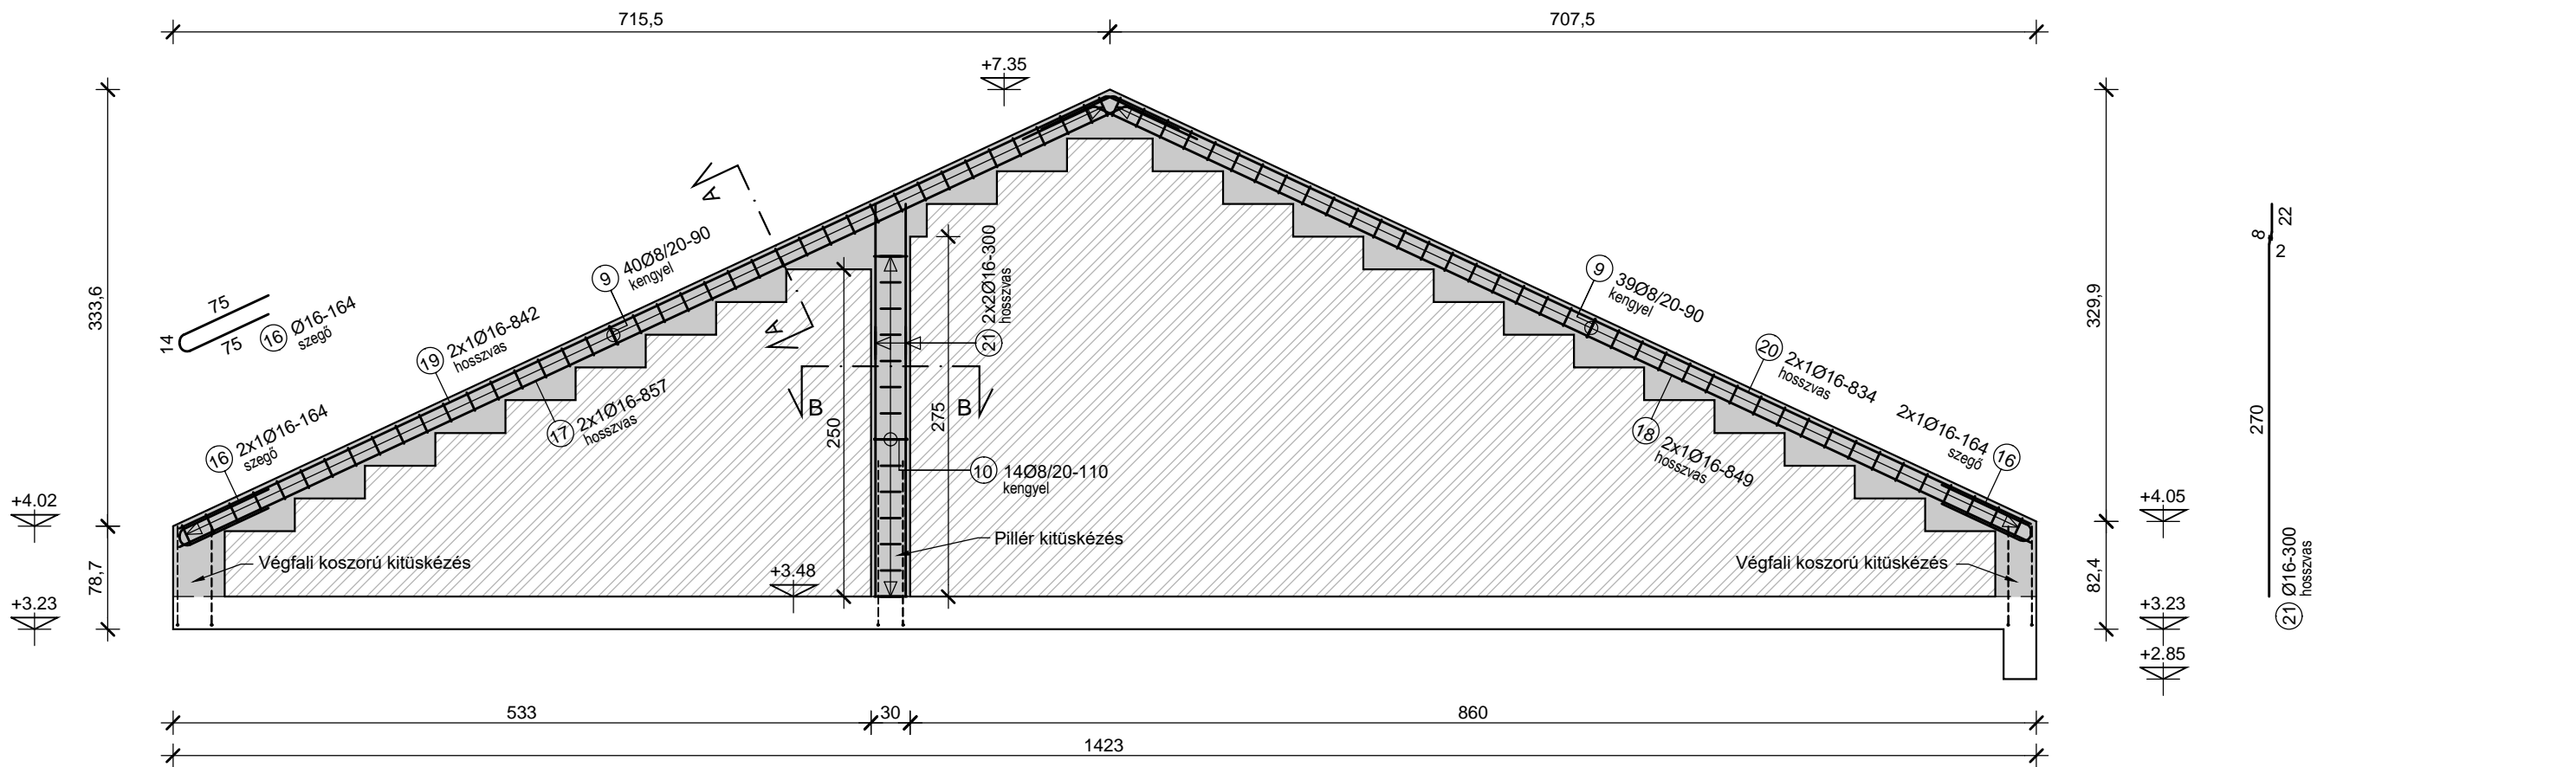 715,5
707,5
+7.35
A
22
8
2
9 40Ø8/20-90
kengyel
21 2x2Ø16-300
hosszvas
9 39Ø8/20-90
kengyel
333,6
329,9
75
14
75
16 Ø16-164
szegő
19 2x1Ø16-842
hosszvas
A
20 2x1Ø16-834
hosszvas
B
B
17 2x1Ø16-857
hosszvas
250
275
270
18 2x1Ø16-849
hosszvas
16 2x1Ø16-164
szegő
2x1Ø16-164 16
szegő
10 14Ø8/20-110
kengyel
+4.02
+4.05
Pillér kitüskézés
Végfali koszorú kitüskézés
Végfali koszorú kitüskézés
+3.48
78,7
82,4
21 Ø16-300
hosszvas
+3.23
+3.23
+2.85
533
30
860
1423